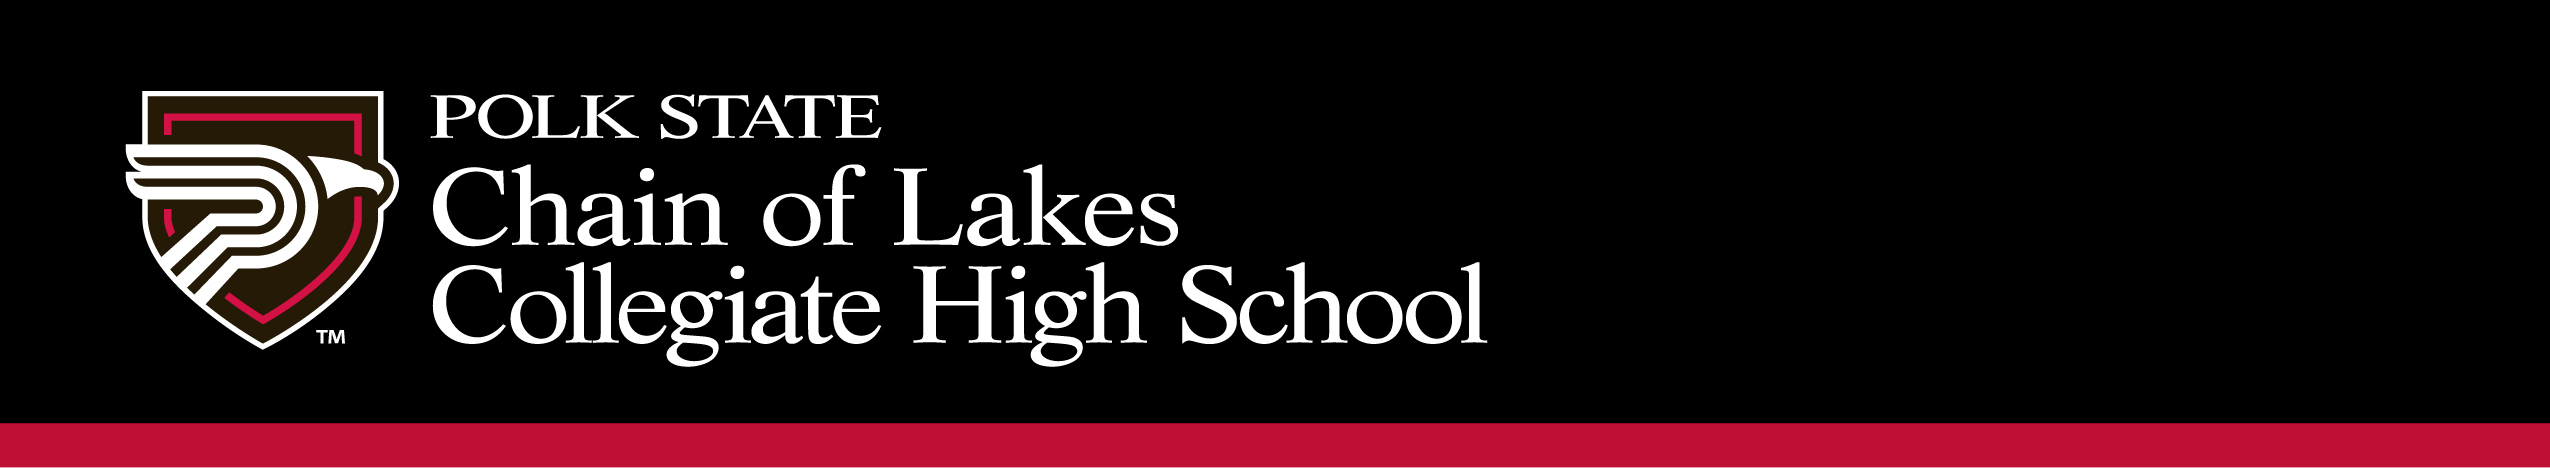 POLK STATE
Chain of Lakes
Collegiate High School
TM